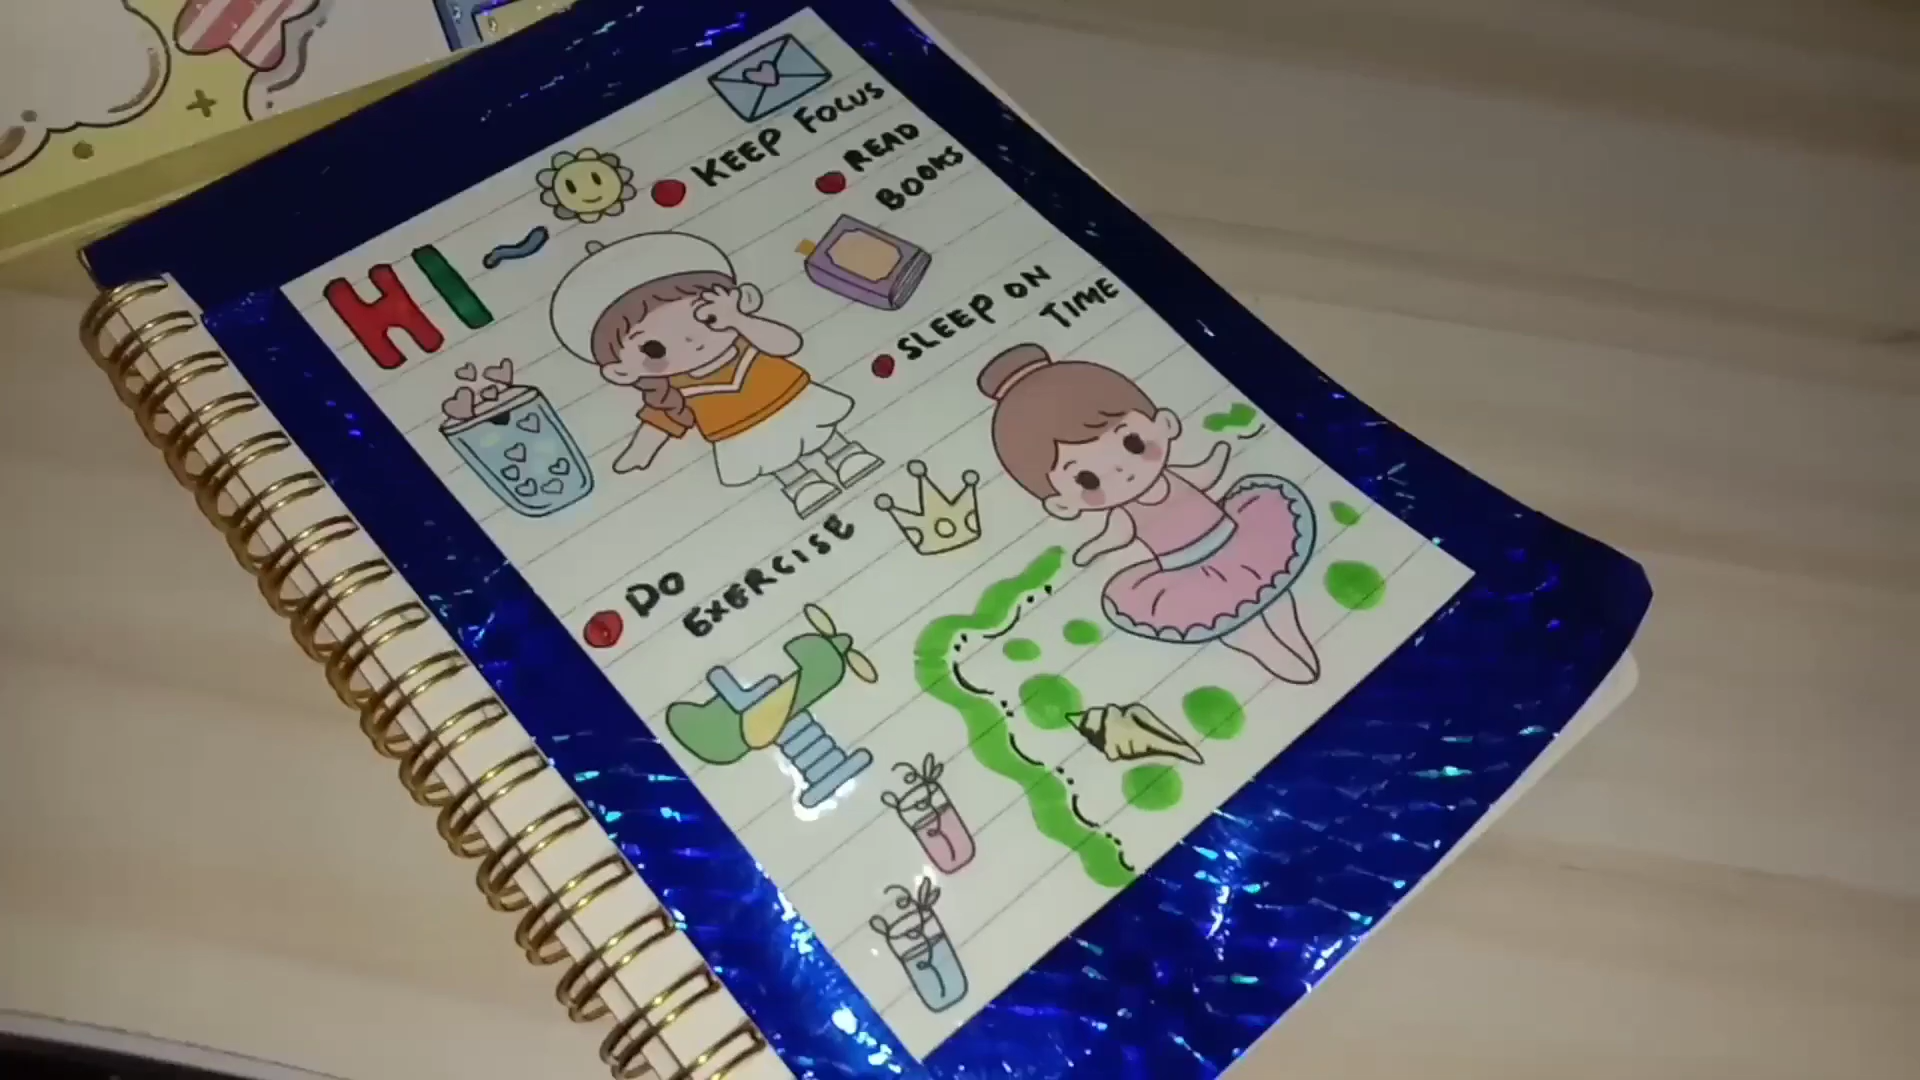 HI~
KEEP FOCUS
READ
BOOKS
SLEEP ON
TIME
DO
EXERCISE